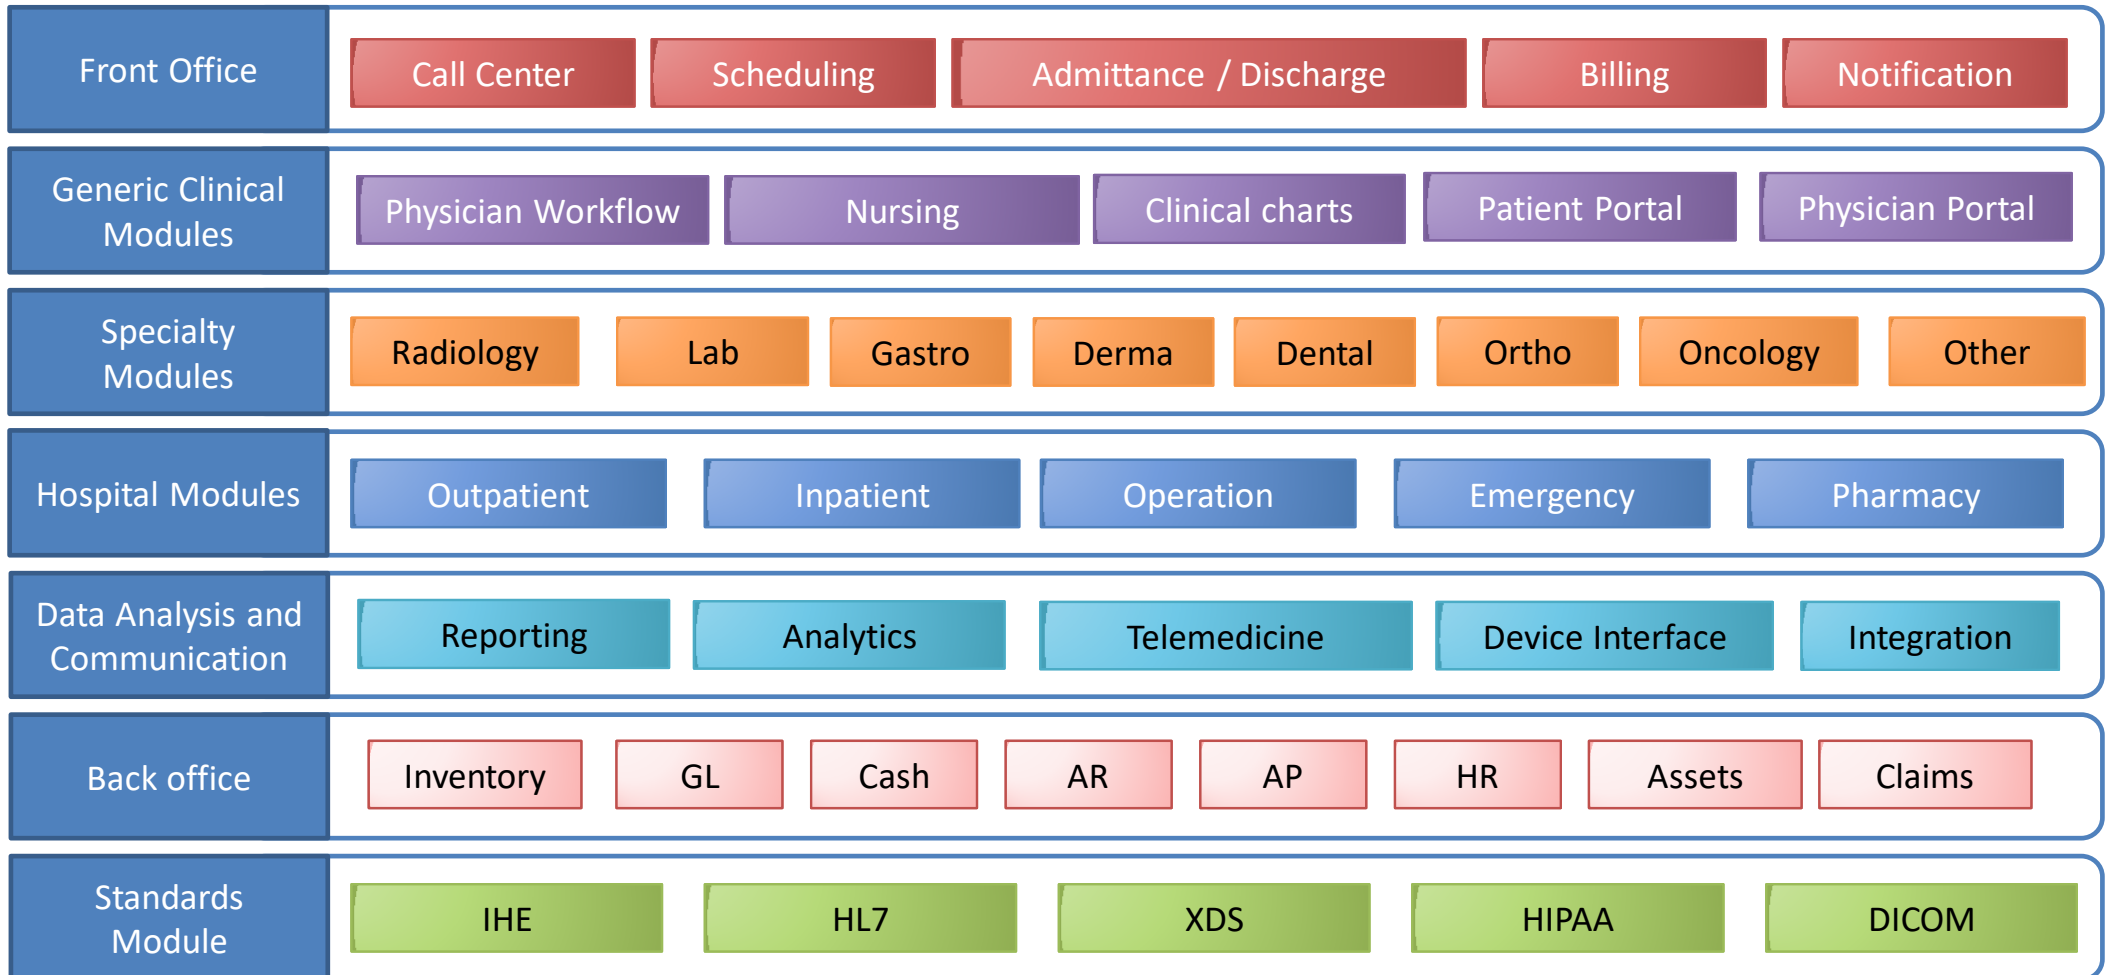 Front Office
Call Center
Scheduling
Admittance / Discharge
Billing
Notification
Generic Clinical
Modules
Physician Workflow
Nursing
Clinical charts
Patient Portal
Physician Portal
Specialty
Modules
Radiology
Lab
Gastro
Derma
Dental
Ortho
Oncology
Other
Hospital Modules
Outpatient
Inpatient
Operation
Emergency
Pharmacy
Data Analysis and
Communication
Reporting
Analytics
Telemedicine
Device Interface
Integration
Back office
Inventory
GL
Cash
AR
AP
HR
Assets
Claims
Standards
Module
IHE
HL7
XDS
HIPAA
DICOM